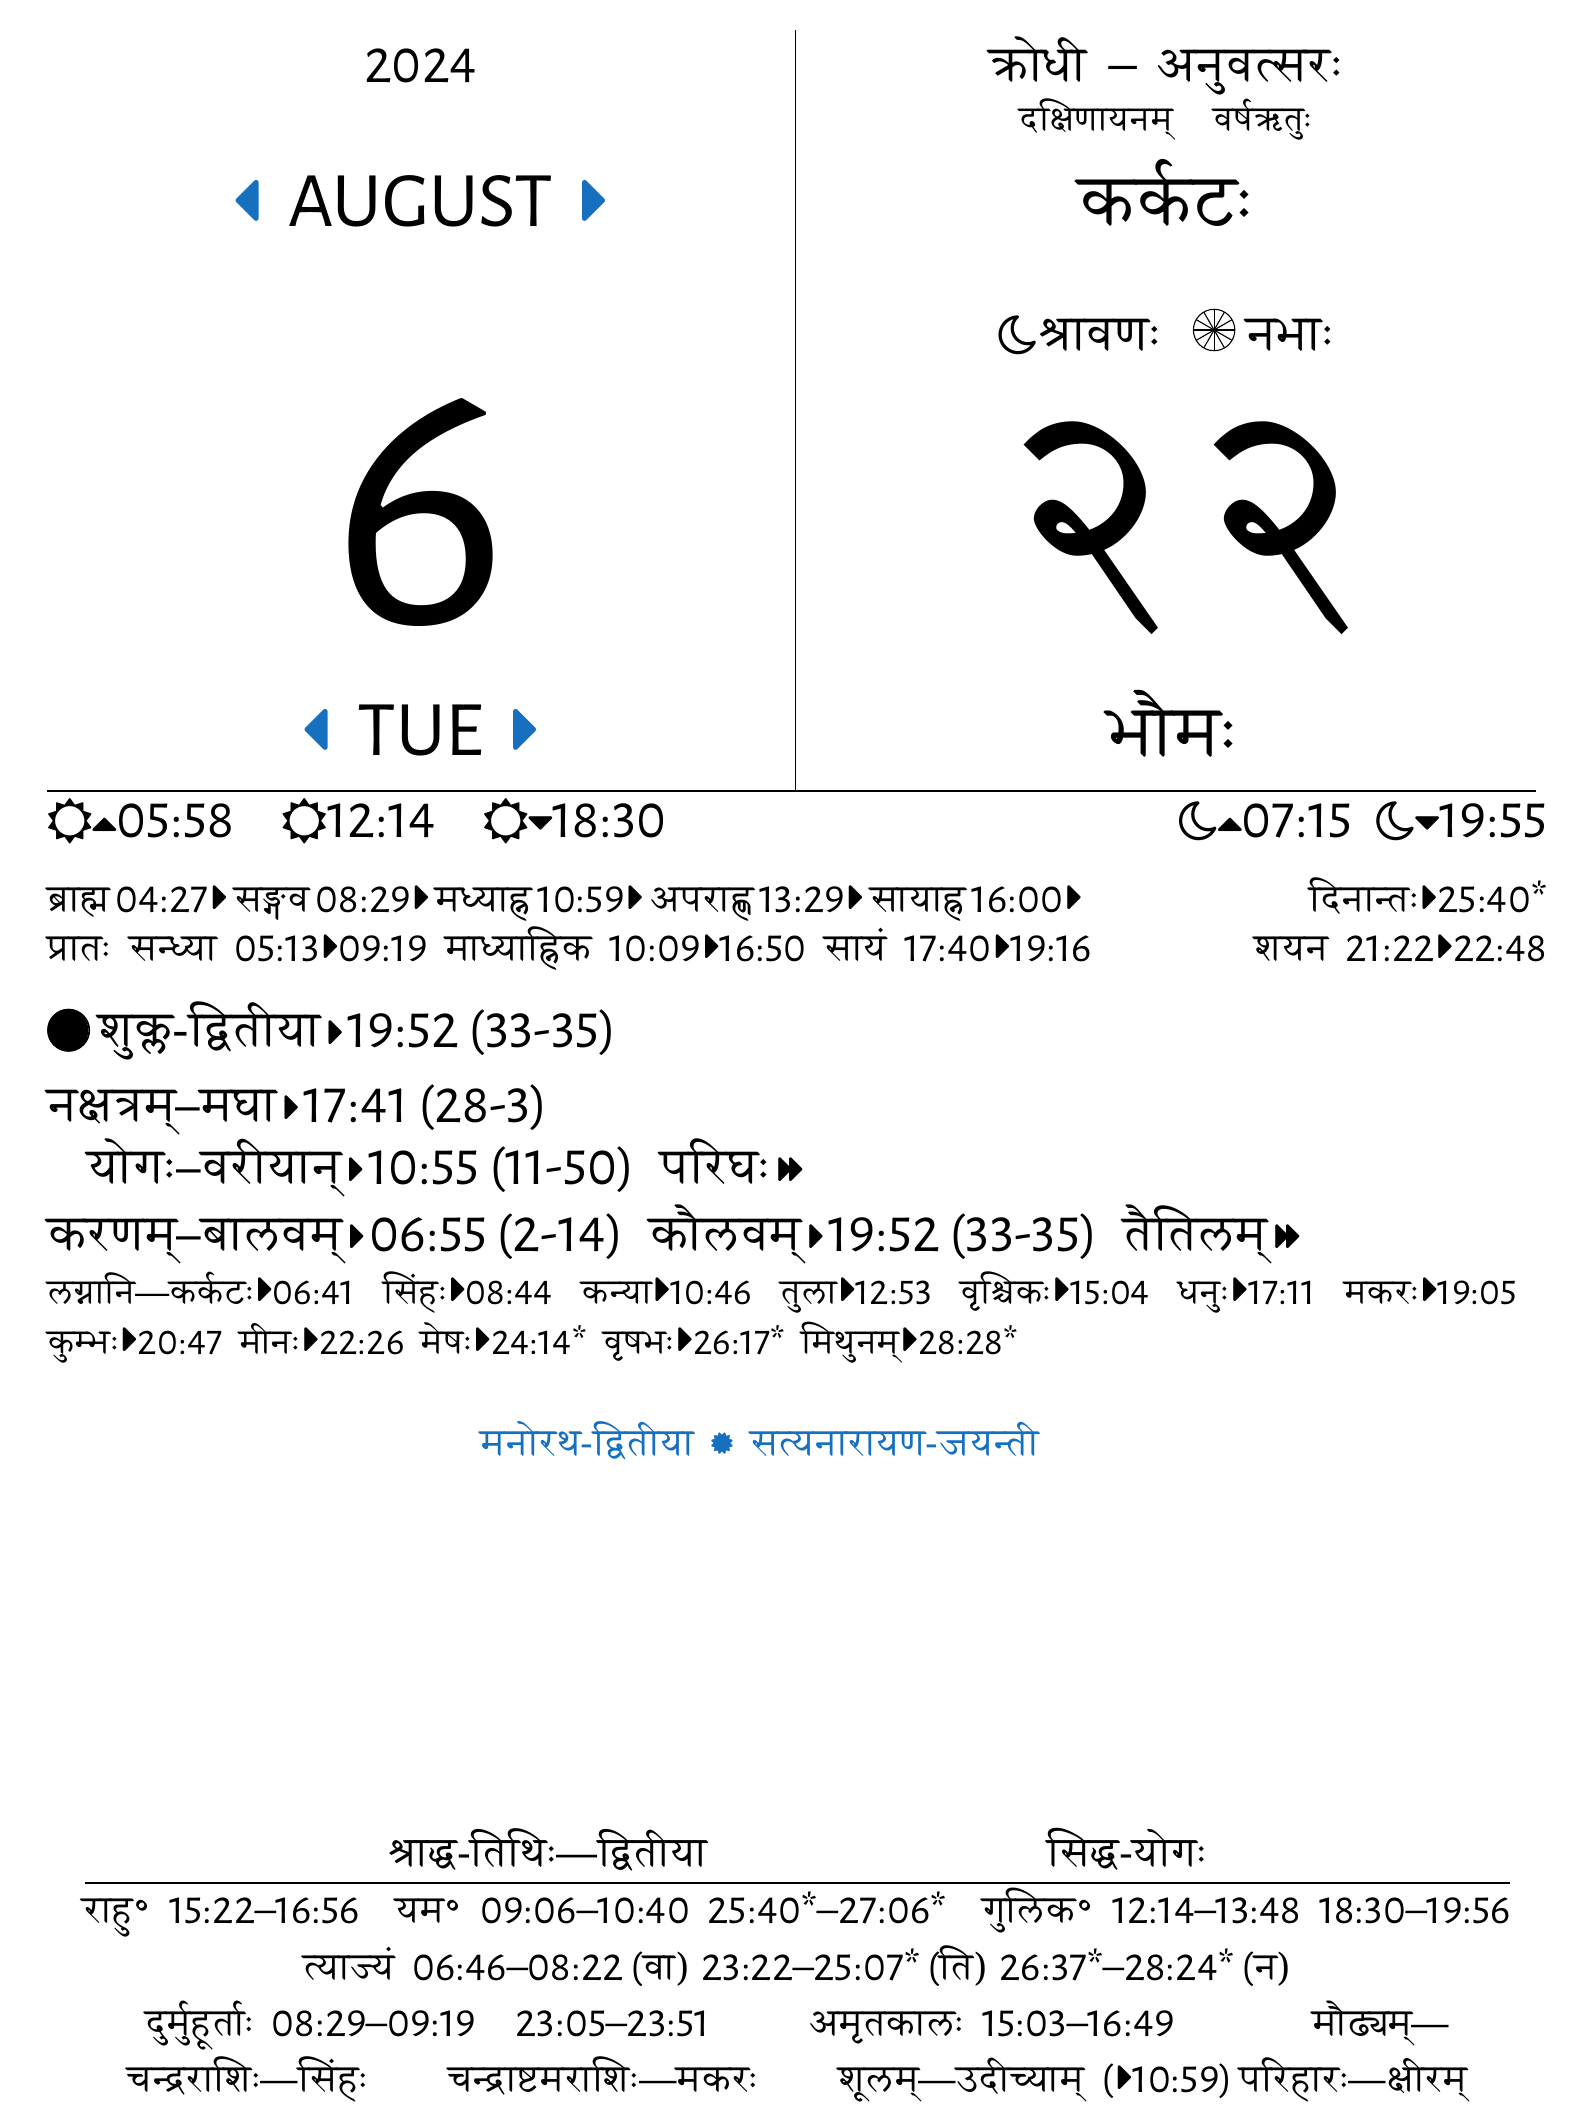 2024
AUGUST
6
TUE
क्रोधी – अनुवत्सरः
दक्षिणायनम् वर्षऋतुः
कर्कटः
श्रावणः नभाः
२२
भौमः
05:58 12:14 18:30 07:15 19:55
ब्राह्म 04:27 सङ्गव 08:29 मध्याह्न 10:59 अपराह्ण 13:29 सायाह्न 16:00 दिनान्तः 25:40*
प्रातः सन्ध्या 05:13 09:19 माध्याह्निक 10:09 16:50 सायं 17:40 19:16 शयन 21:22 22:48
शुक्ल-द्वितीया 19:52 (33-35)
नक्षत्रम्–मघा 17:41 (28-3)
योगः–वरीयान् 10:55 (11-50) परिघः
करणम्–बालवम् 06:55 (2-14) कौलवम् 19:52 (33-35) तैतिलम्
लग्नानि—कर्कटः 06:41 सिंहः 08:44 कन्या 10:46 तुला 12:53 वृश्चिकः 15:04 धनुः 17:11 मकरः 19:05
कुम्भः 20:47 मीनः 22:26 मेषः 24:14* वृषभः 26:17* मिथुनम् 28:28*
मनोरथ-द्वितीया ✹ सत्यनारायण-जयन्ती
श्राद्ध-तिथिः—द्वितीया सिद्ध-योगः
राहु° 15:22–16:56 यम° 09:06–10:40 25:40*–27:06* गुलिक° 12:14–13:48 18:30–19:56
त्याज्यं 06:46–08:22 (वा) 23:22–25:07* (ति) 26:37*–28:24* (न)
दुर्मुहूर्ताः 08:29–09:19 23:05–23:51 अमृतकालः 15:03–16:49 मौढ्यम्—
चन्द्रराशिः—सिंहः चन्द्राष्टमराशिः—मकरः शूलम्—उदीच्याम् (10:59) परिहारः—क्षीरम्